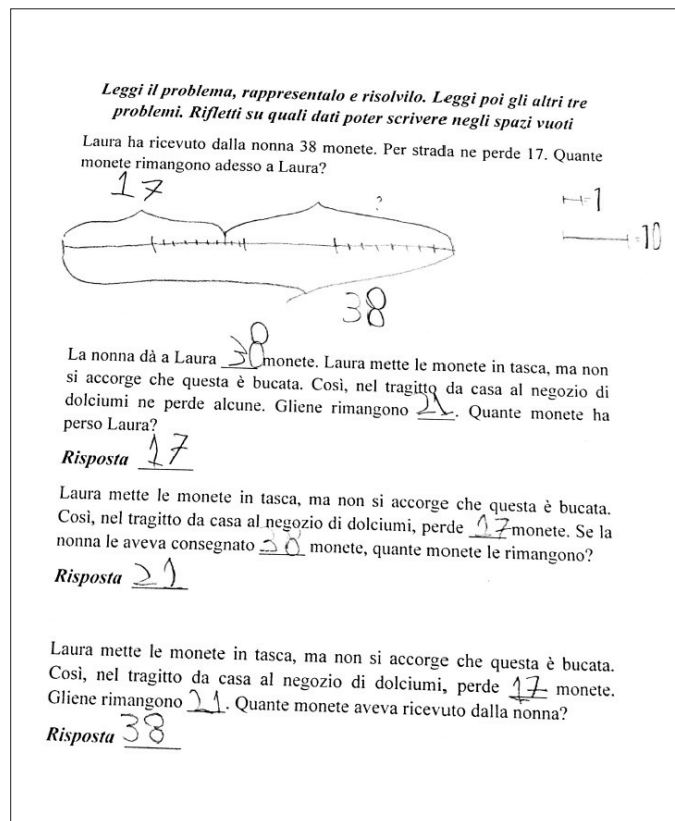 Leggi il problema, rappresentalo e risolvilo. Leggi poi gli altri tre
problemi. Rifletti su quali dati poter scrivere negli spazi vuoti
Laura ha ricevuto dalla nonna 38 monete. Per strada ne perde 17. Quante
monete rimangono adesso a Laura?
17
?
⊢⊣=1
⊢⊣=10
38
La nonna dà a Laura 38 monete. Laura mette le monete in tasca, ma non
si accorge che questa è bucata. Così, nel tragitto da casa al negozio di
dolciumi ne perde alcune. Gliene rimangono 21. Quante monete ha
perso Laura?
Risposta 17
Laura mette le monete in tasca, ma non si accorge che questa è bucata.
Così, nel tragitto da casa al negozio di dolciumi, perde 17 monete. Se la
nonna le aveva consegnato 38 monete, quante monete le rimangono?
Risposta 21
Laura mette le monete in tasca, ma non si accorge che questa è bucata.
Così, nel tragitto da casa al negozio di dolciumi, perde 17 monete.
Gliene rimangono 21. Quante monete aveva ricevuto dalla nonna?
Risposta 38